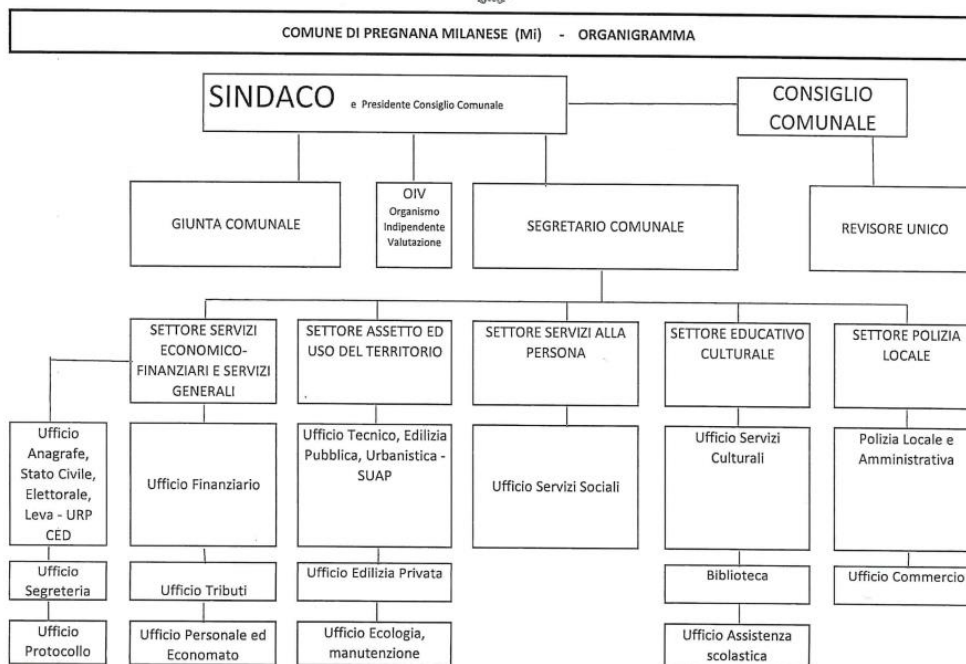 COMUNE DI PREGNANA MILANESE (Mi) - ORGANIGRAMMA
SINDACO e Presidente Consiglio Comunale
CONSIGLIO
COMUNALE
GIUNTA COMUNALE
OIV
Organismo
Indipendente
Valutazione
SEGRETARIO COMUNALE
REVISORE UNICO
SETTORE SERVIZI
ECONOMICO-
FINANZIARI E SERVIZI
GENERALI
SETTORE ASSETTO ED
USO DEL TERRITORIO
SETTORE SERVIZI ALLA
PERSONA
SETTORE EDUCATIVO
CULTURALE
SETTORE POLIZIA
LOCALE
Ufficio
Anagrafe,
Stato Civile,
Elettorale,
Leva - URP
CED
Ufficio Finanziario
Ufficio Tecnico, Edilizia
Pubblica, Urbanistica -
SUAP
Ufficio Servizi Sociali
Ufficio Servizi
Culturali
Polizia Locale e
Amministrativa
Ufficio
Segreteria
Ufficio Tributi
Ufficio Edilizia Privata
Biblioteca
Ufficio Commercio
Ufficio
Protocollo
Ufficio Personale ed
Economato
Ufficio Ecologia,
manutenzione
Ufficio Assistenza
scolastica